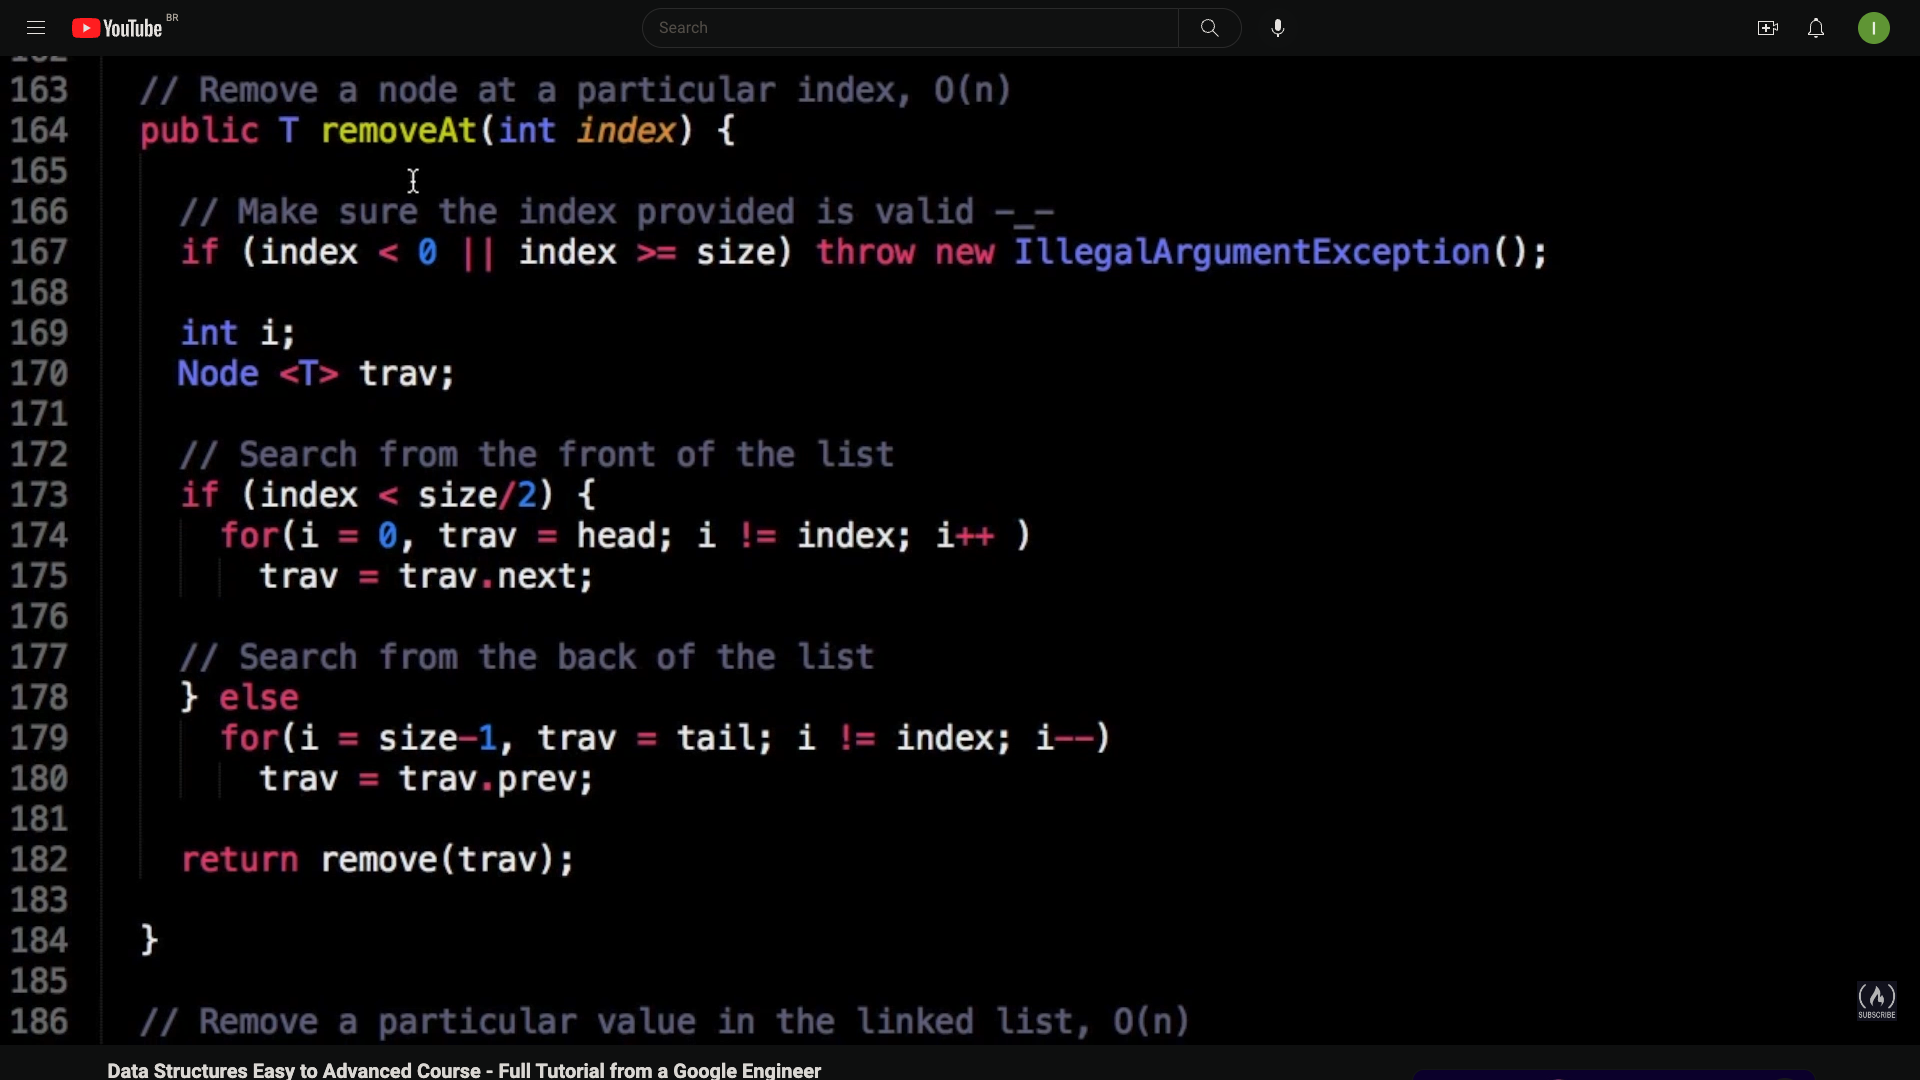 YouTube BR
Search
I
163 // Remove a node at a particular index, O(n)
164 public T removeAt(int index) {
165
166 // Make sure the index provided is valid -_-
167 if (index < 0 || index >= size) throw new IllegalArgumentException();
168
169 int i;
170 Node <T> trav;
171
172 // Search from the front of the list
173 if (index < size/2) {
174 for(i = 0, trav = head; i != index; i++ )
175 trav = trav.next;
176
177 // Search from the back of the list
178 } else
179 for(i = size-1, trav = tail; i != index; i--)
180 trav = trav.prev;
181
182 return remove(trav);
183
184 }
185
186 // Remove a particular value in the linked list, O(n)
SUBSCRIBE
Data Structures Easy to Advanced Course - Full Tutorial from a Google Engineer